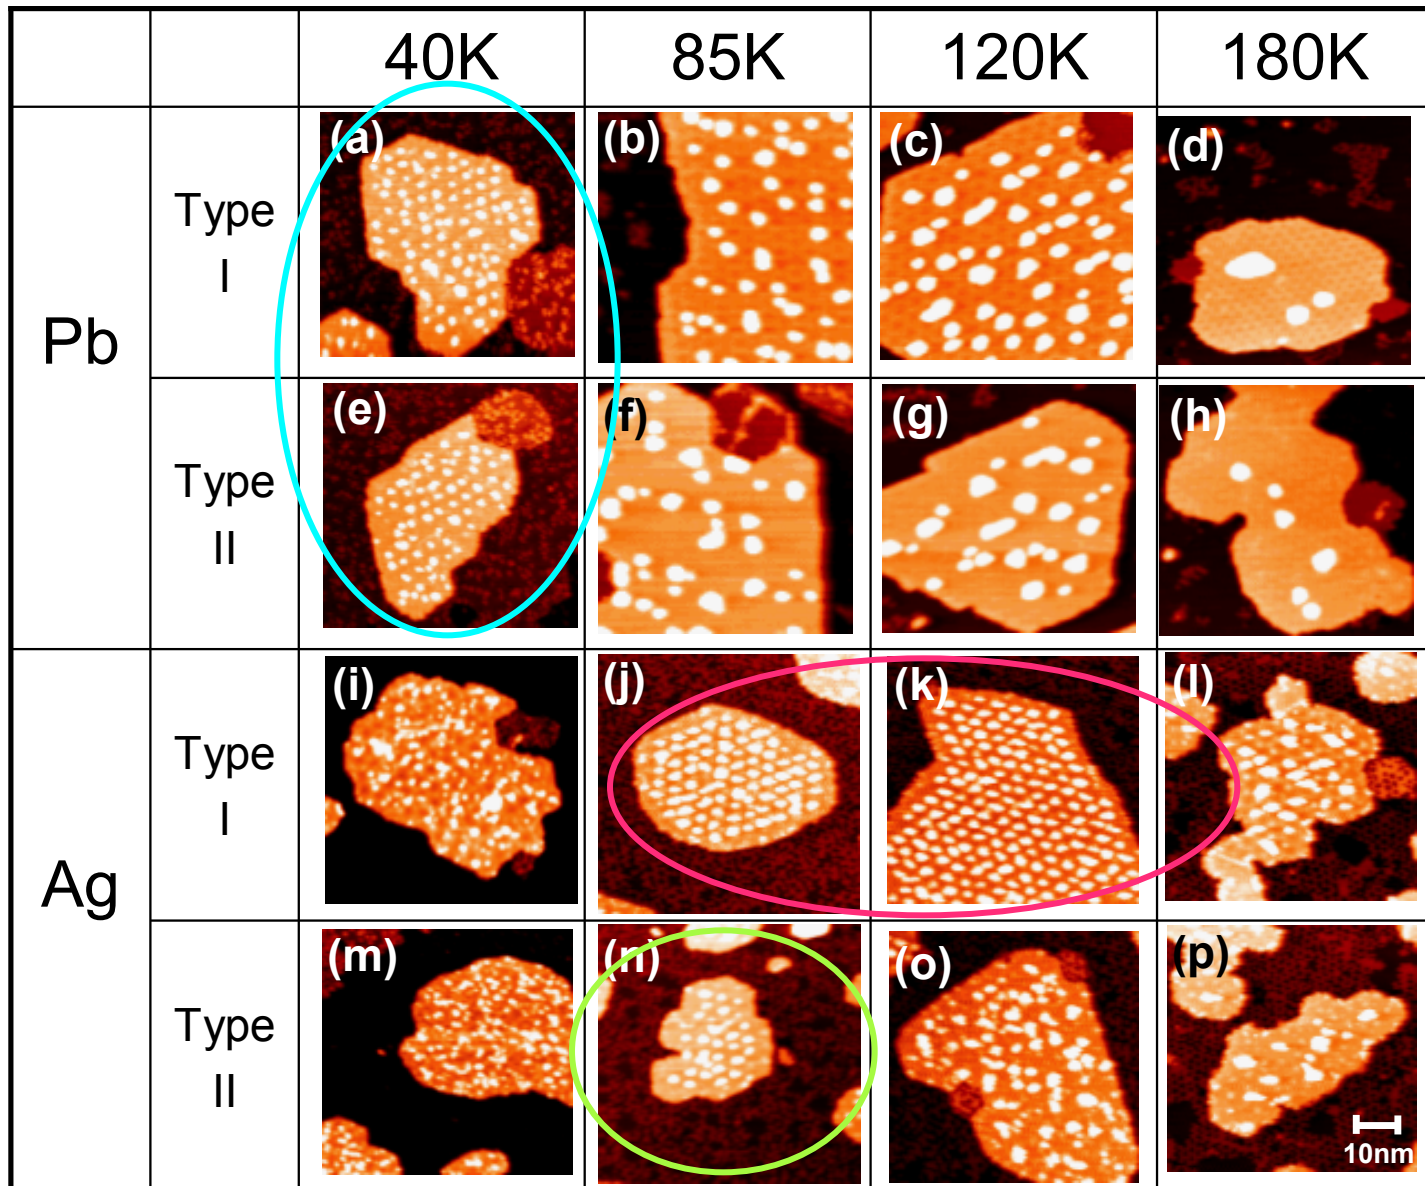 40K 85K 120K 180K
Pb
Type
I
(a) (b) (c) (d)
Type
II
(e) (f) (g) (h)
Ag
Type
I
(i) (j) (k) (l)
Type
II
(m) (n) (o) (p)
10nm